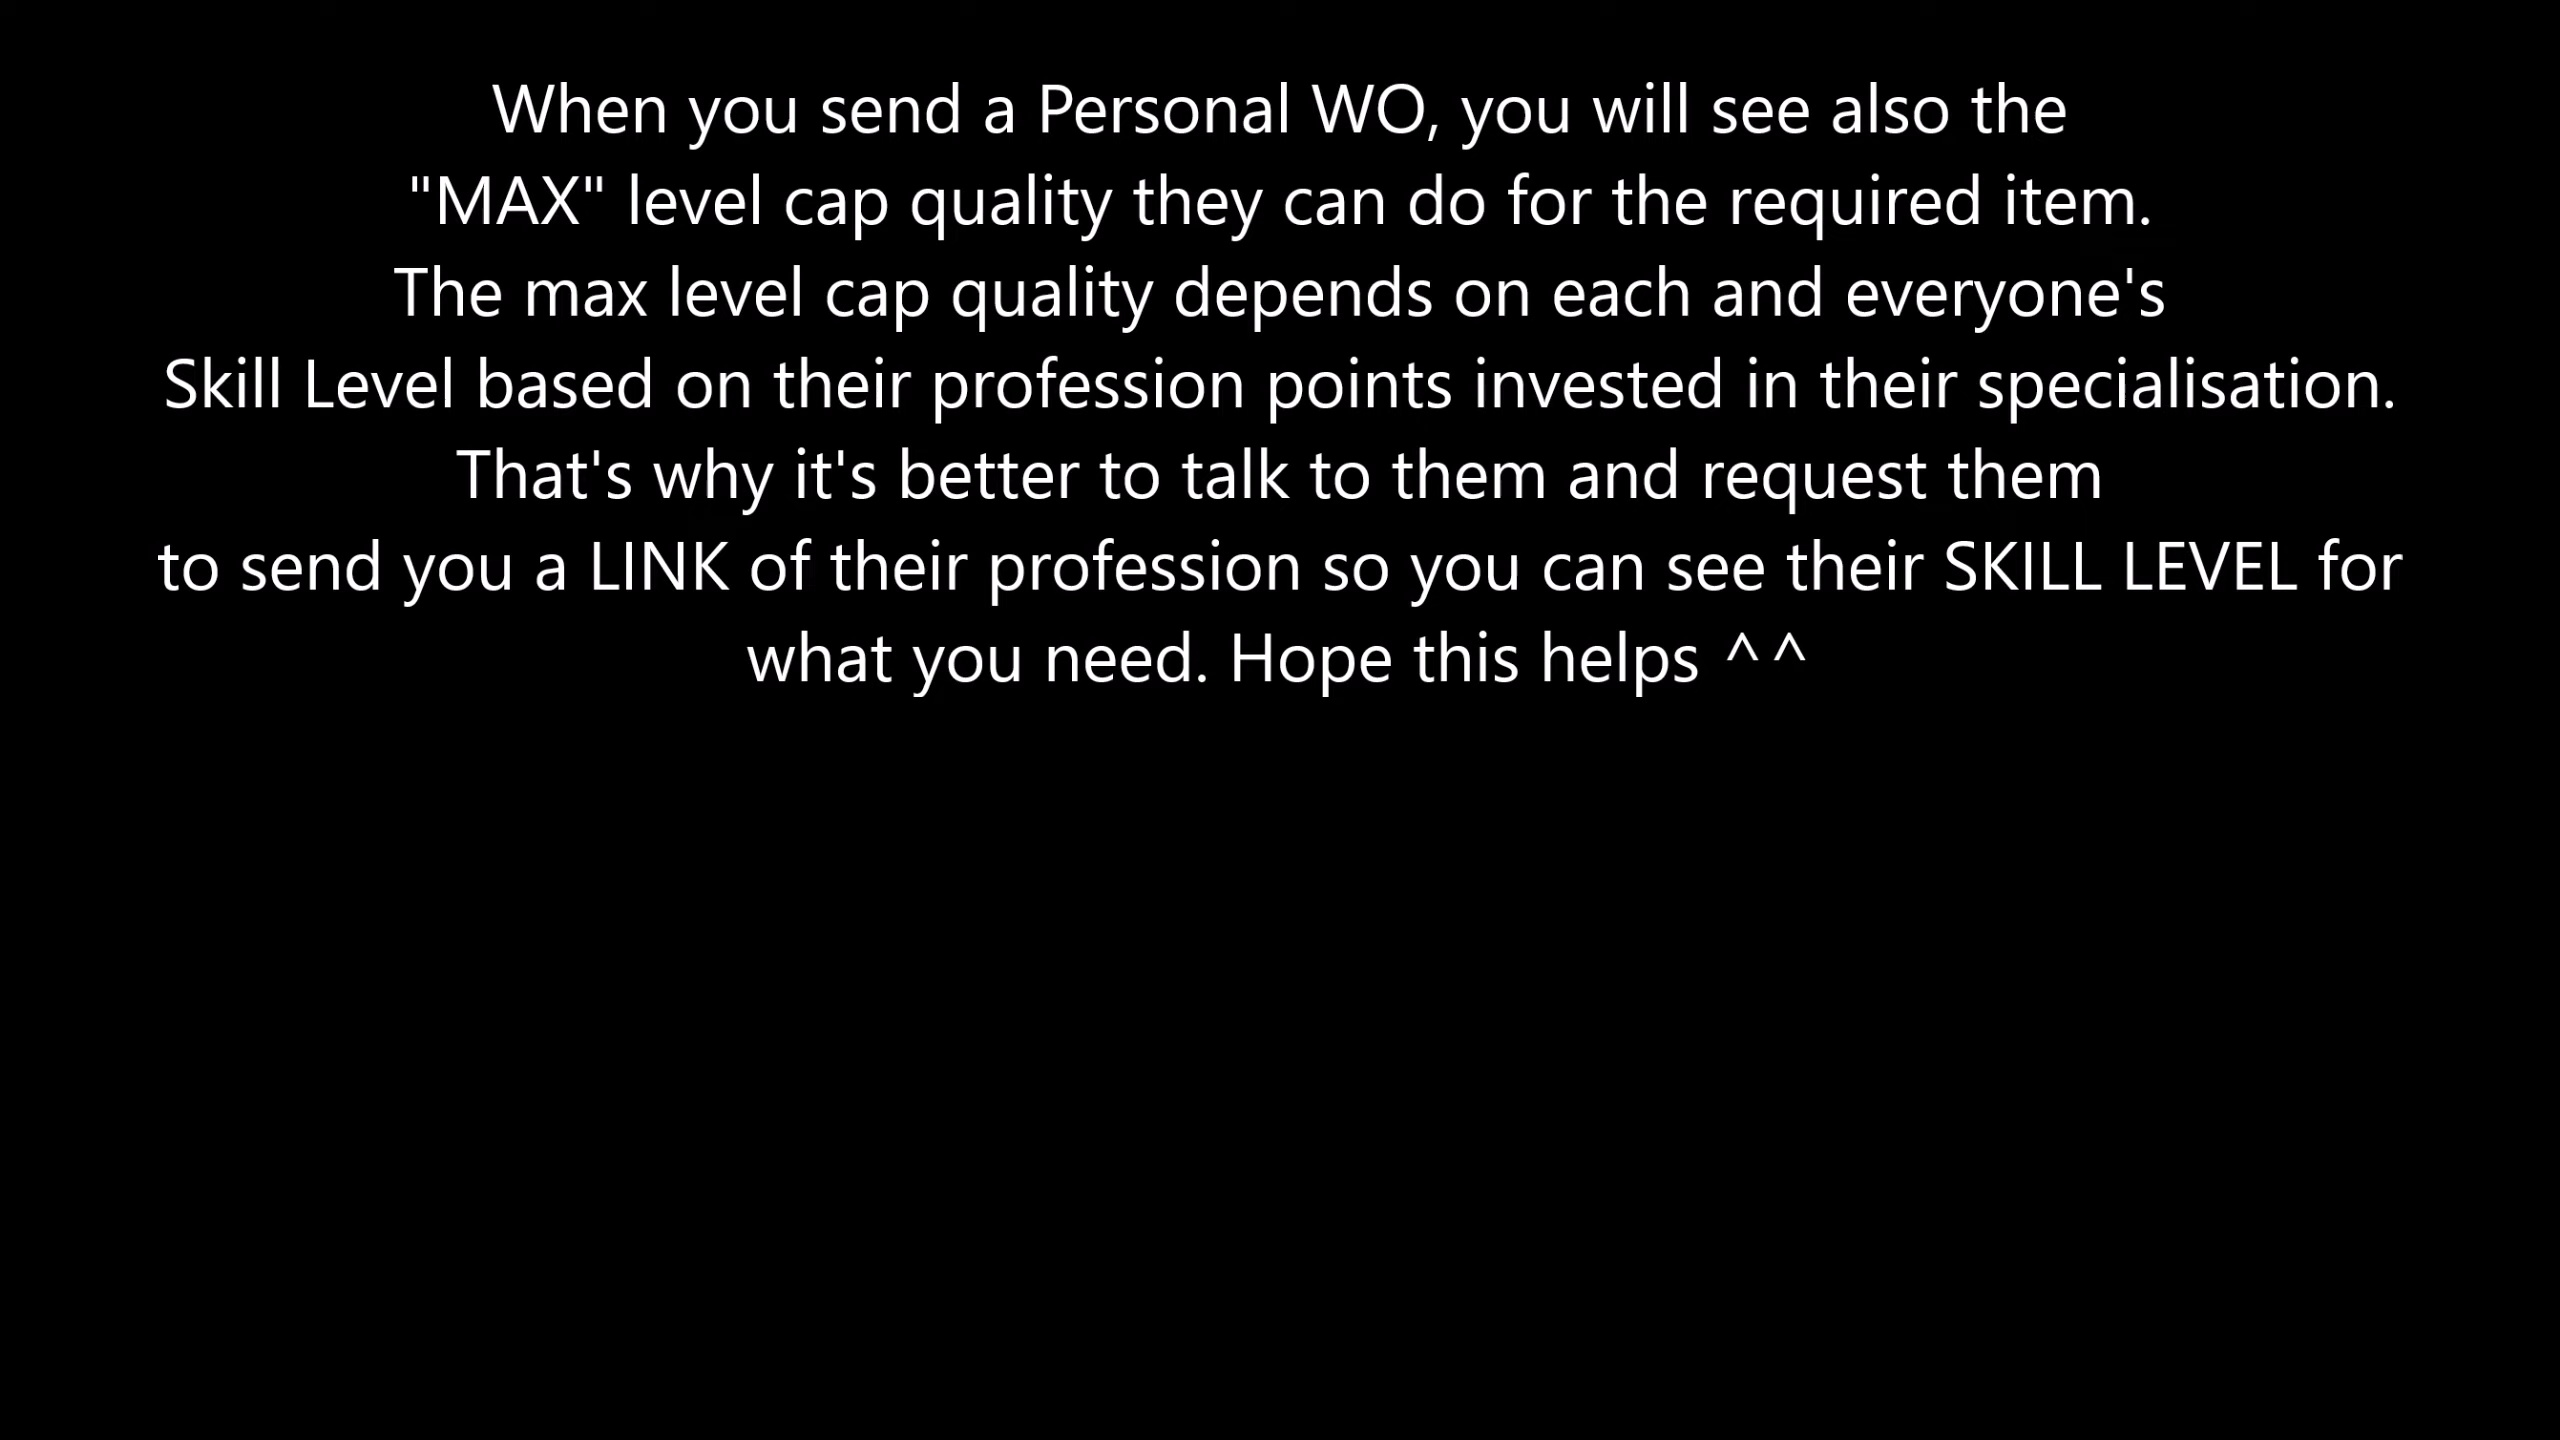 When you send a Personal WO, you will see also the
"MAX" level cap quality they can do for the required item.
The max level cap quality depends on each and everyone's
Skill Level based on their profession points invested in their specialisation.
That's why it's better to talk to them and request them
to send you a LINK of their profession so you can see their SKILL LEVEL for
what you need. Hope this helps ^^